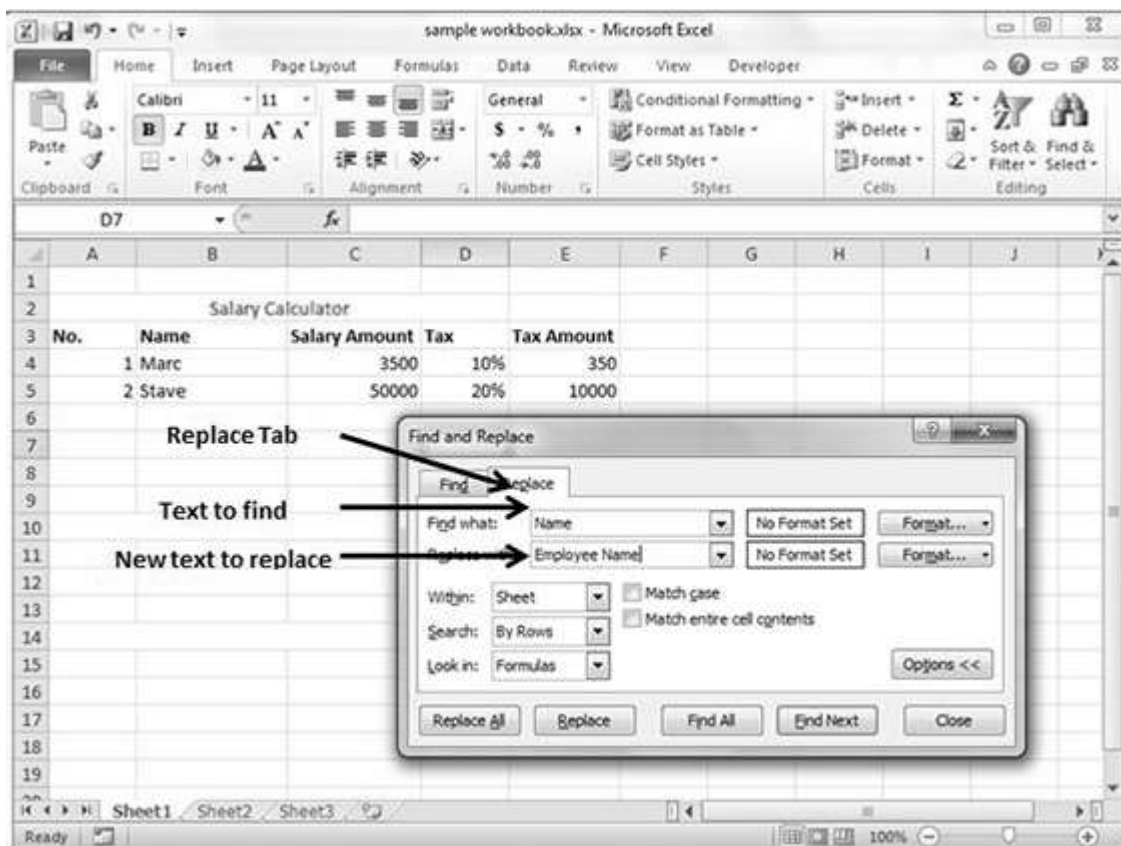 sample workbook.xlsx - Microsoft Excel
File Home Insert Page Layout Formulas Data Review View Developer
Calibri 11 General Conditional Formatting Insert Σ
Paste B I U A A $ % , Format as Table Delete Sort & Find &
Cell Styles Format Filter Select
Clipboard Font Alignment Number Styles Cells Editing
D7 fx
A B C D E F G H I J
1
2 Salary Calculator
3 No. Name Salary Amount Tax Tax Amount
4 1 Marc 3500 10% 350
5 2 Stave 50000 20% 10000
6
7
8
9
10
11
12
13
14
15
16
17
18
19
Replace Tab
Text to find
New text to replace
Find and Replace
Find Replace
Find what: Name No Format Set Format...
Employee Name No Format Set Format...
Within: Sheet Match case
Match entire cell contents
Search: By Rows
Look in: Formulas Options <<
Replace All Replace Find All Find Next Close
Sheet1 Sheet2 Sheet3
Ready 100%